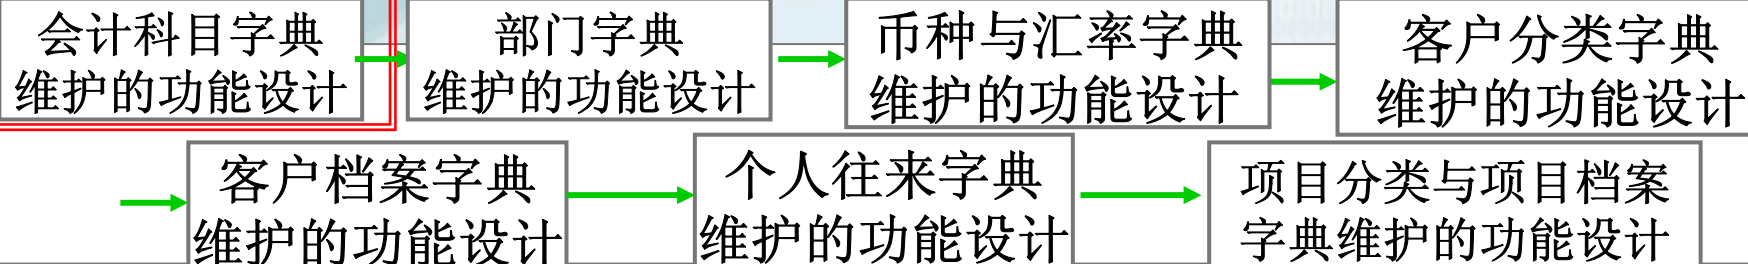 会计科目字典
维护的功能设计
部门字典
维护的功能设计
币种与汇率字典
维护的功能设计
客户分类字典
维护的功能设计
客户档案字典
维护的功能设计
个人往来字典
维护的功能设计
项目分类与项目档案
字典维护的功能设计